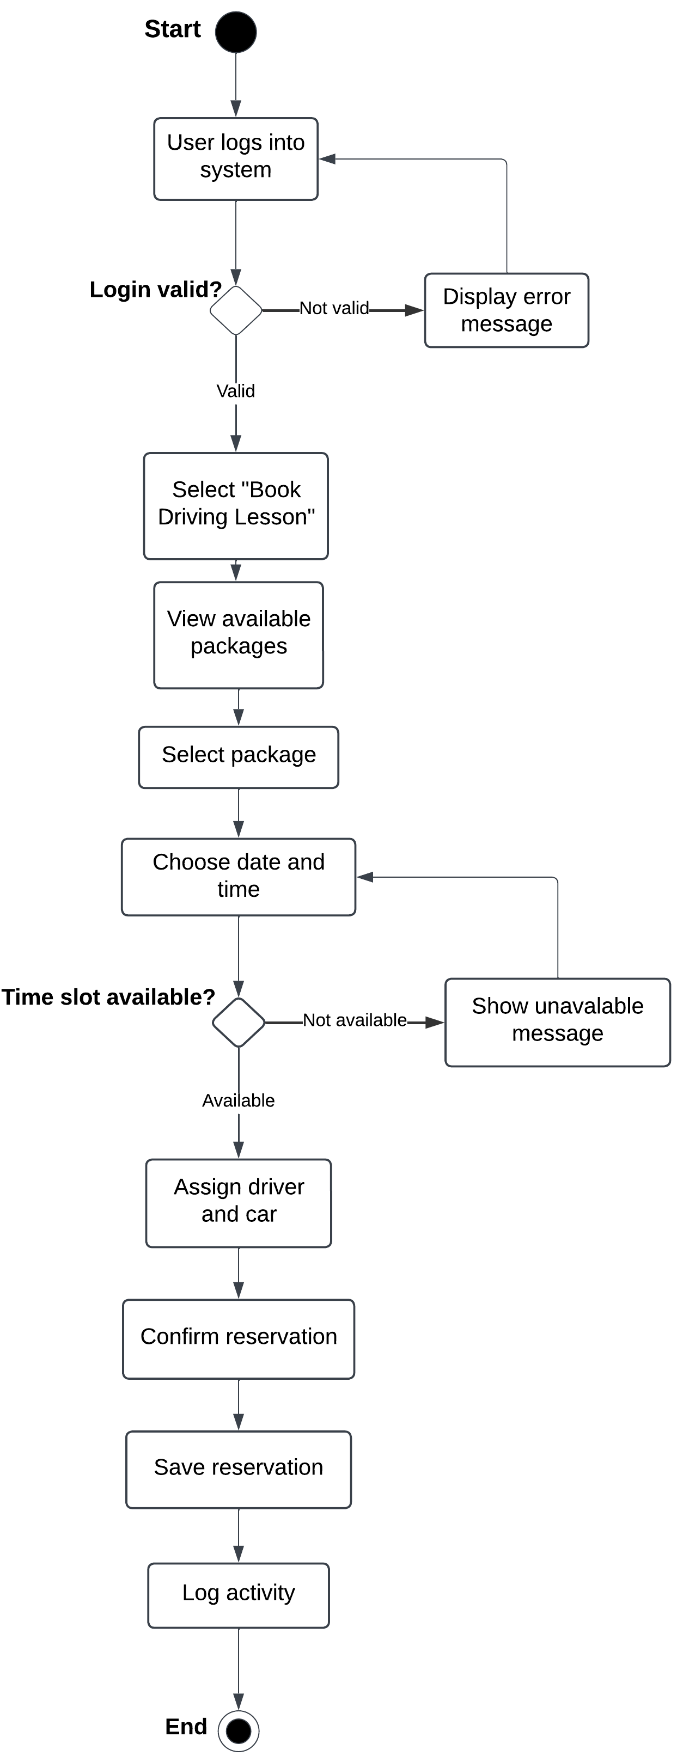 Start
User logs into
system
Login valid?
Not valid
Display error
message
Valid
Select "Book
Driving Lesson"
View available
packages
Select package
Choose date and
time
Time slot available?
Not available
Show unavalable
message
Available
Assign driver
and car
Confirm reservation
Save reservation
Log activity
End